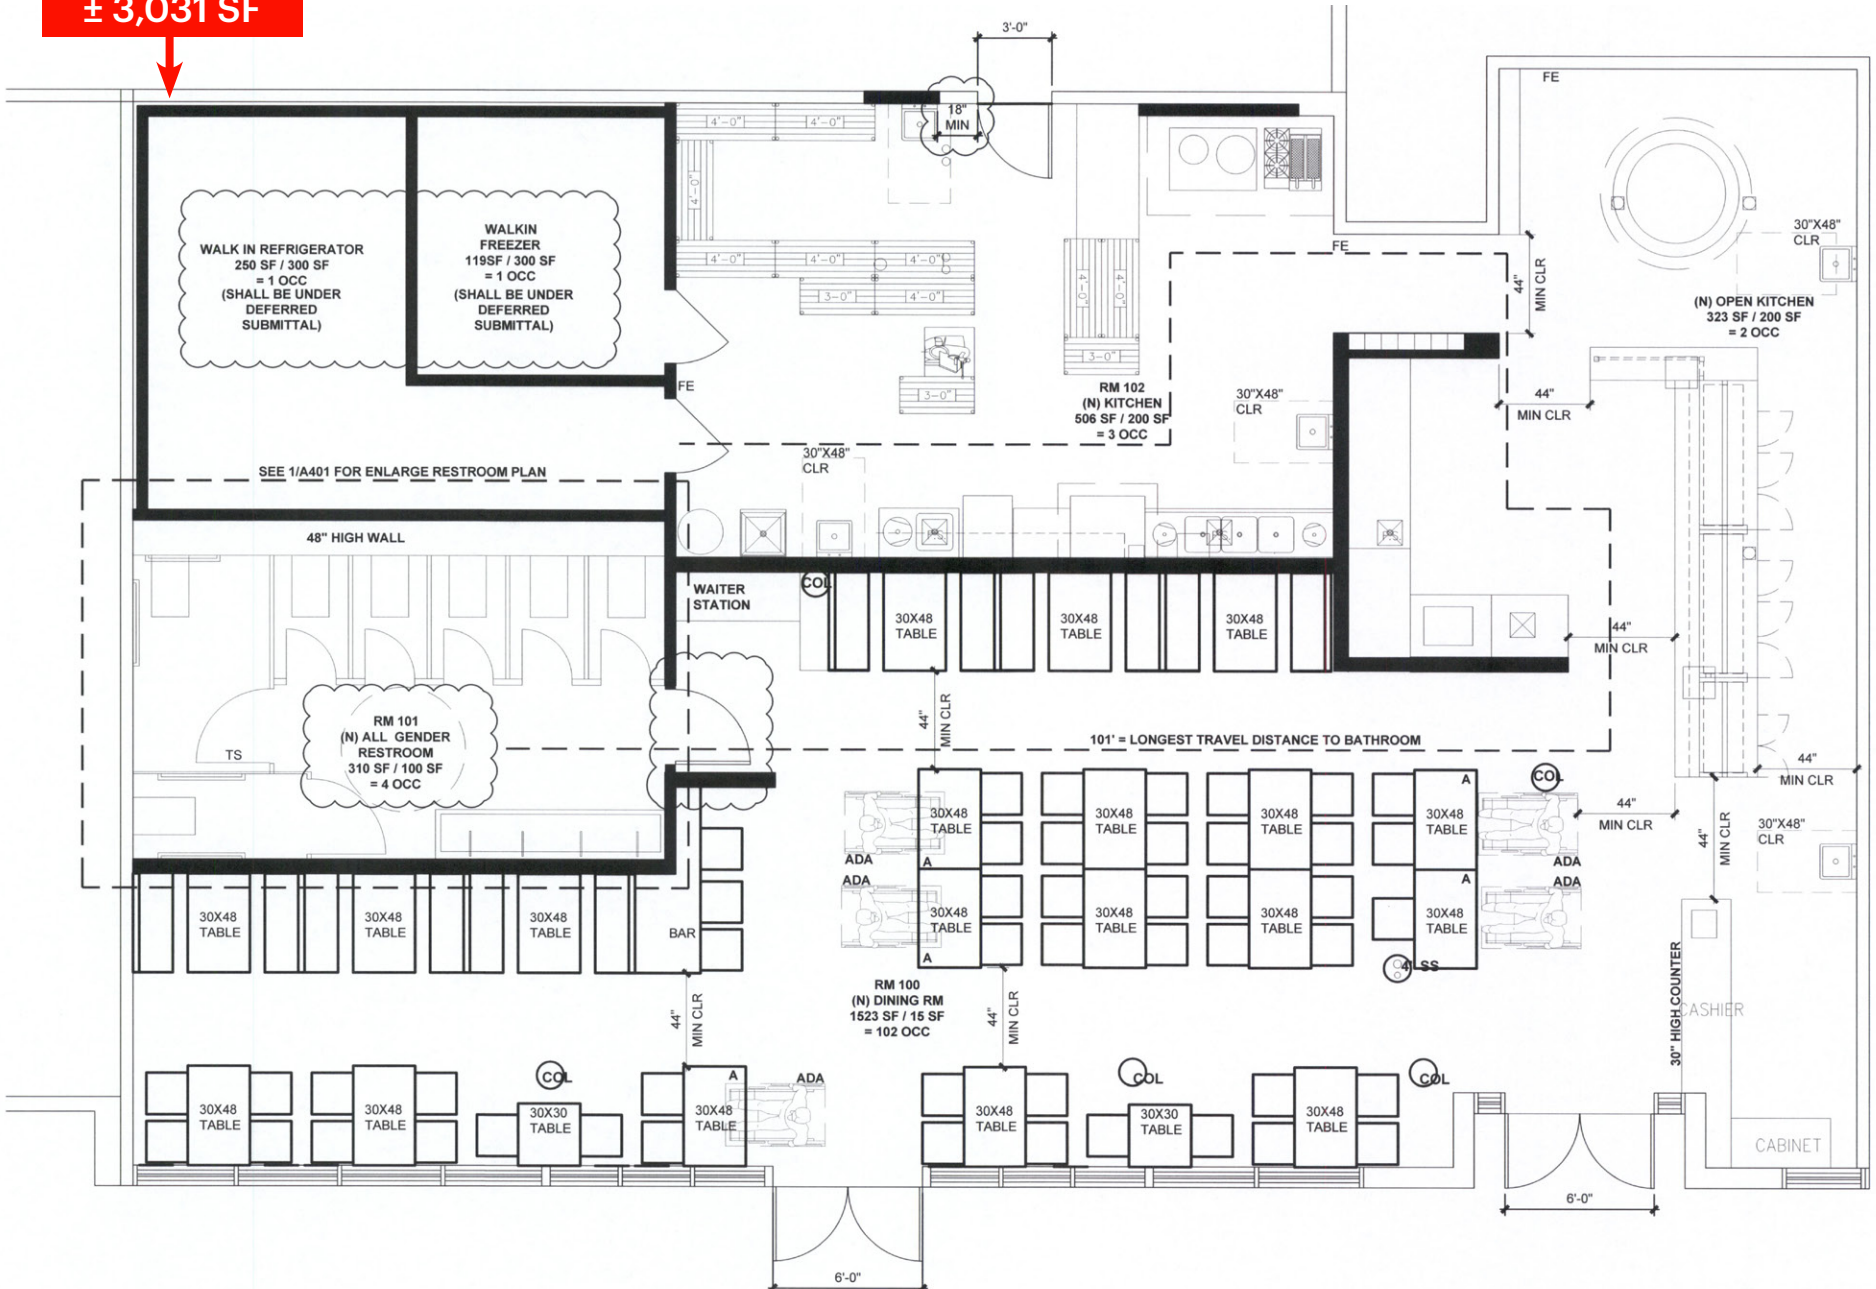 ± 3,031 SF
3'-0"
FE
18"
MIN
4'-0"
4'-0"
4'-0"
WALK IN REFRIGERATOR
250 SF / 300 SF
= 1 OCC
(SHALL BE UNDER
DEFERRED
SUBMITTAL)
WALKIN
FREEZER
119SF / 300 SF
= 1 OCC
(SHALL BE UNDER
DEFERRED
SUBMITTAL)
4'-0"
4'-0"
4'-0"
3-0"
4'-0"
4'-0"
3-0"
3-0"
FE
FE
44"
MIN CLR
30"X48"
CLR
(N) OPEN KITCHEN
323 SF / 200 SF
= 2 OCC
RM 102
(N) KITCHEN
506 SF / 200 SF
= 3 OCC
30"X48"
CLR
44"
MIN CLR
30"X48"
CLR
SEE 1/A401 FOR ENLARGE RESTROOM PLAN
48" HIGH WALL
WAITER
STATION
COL
30X48
TABLE
30X48
TABLE
30X48
TABLE
44"
MIN CLR
44"
MIN CLR
RM 101
(N) ALL GENDER
RESTROOM
310 SF / 100 SF
= 4 OCC
TS
101' = LONGEST TRAVEL DISTANCE TO BATHROOM
44"
MIN CLR
COL
A
30X48
TABLE
A
30X48
TABLE
30X48
TABLE
30X48
TABLE
ADA
ADA
44"
MIN CLR
44"
MIN CLR
30"X48"
CLR
ADA
ADA
A
30X48
TABLE
A
30X48
TABLE
30X48
TABLE
30X48
TABLE
30X48
TABLE
30X48
TABLE
30X48
TABLE
BAR
4' SS
RM 100
(N) DINING RM
1523 SF / 15 SF
= 102 OCC
44"
MIN CLR
44"
MIN CLR
30" HIGH COUNTER
CASHIER
COL
COL
COL
30X48
TABLE
30X48
TABLE
30X30
TABLE
A
30X48
TABLE
ADA
30X48
TABLE
30X30
TABLE
30X48
TABLE
CABINET
6'-0"
6'-0"